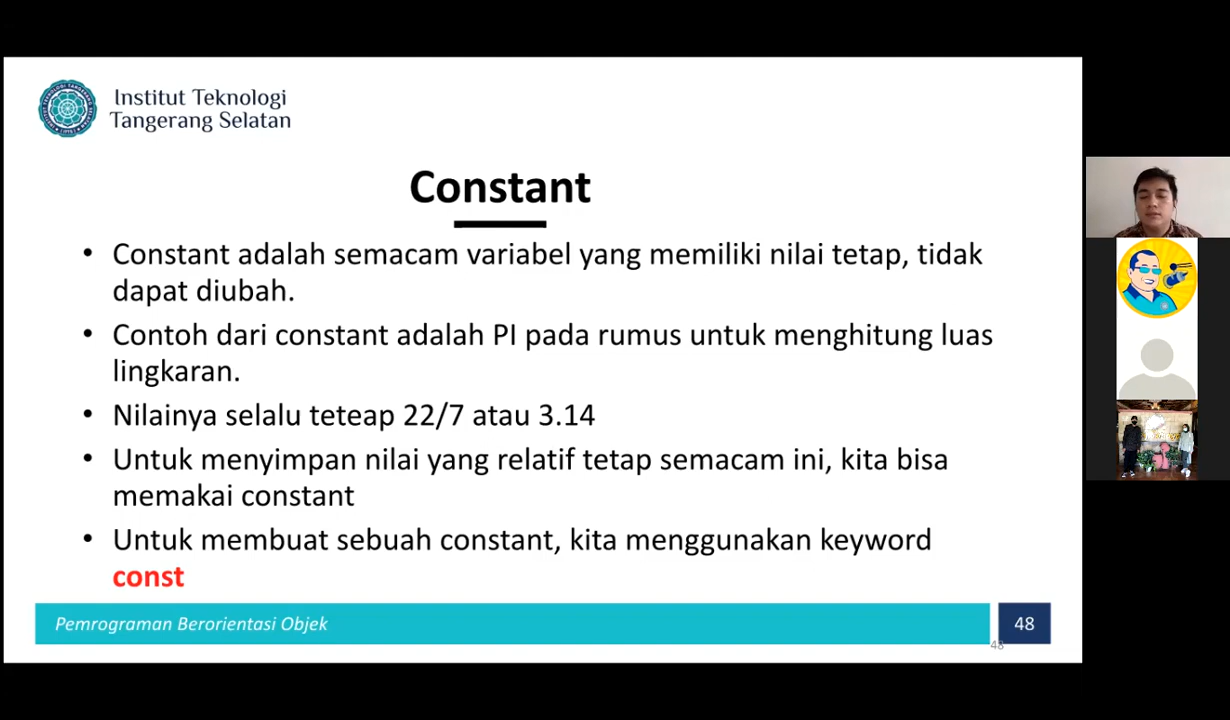 Institut Teknologi
Tangerang Selatan
Constant
• Constant adalah semacam variabel yang memiliki nilai tetap, tidak
dapat diubah.
• Contoh dari constant adalah PI pada rumus untuk menghitung luas
lingkaran.
• Nilainya selalu teteap 22/7 atau 3.14
• Untuk menyimpan nilai yang relatif tetap semacam ini, kita bisa
memakai constant
• Untuk membuat sebuah constant, kita menggunakan keyword
const
Pemrograman Berorientasi Objek
48
48